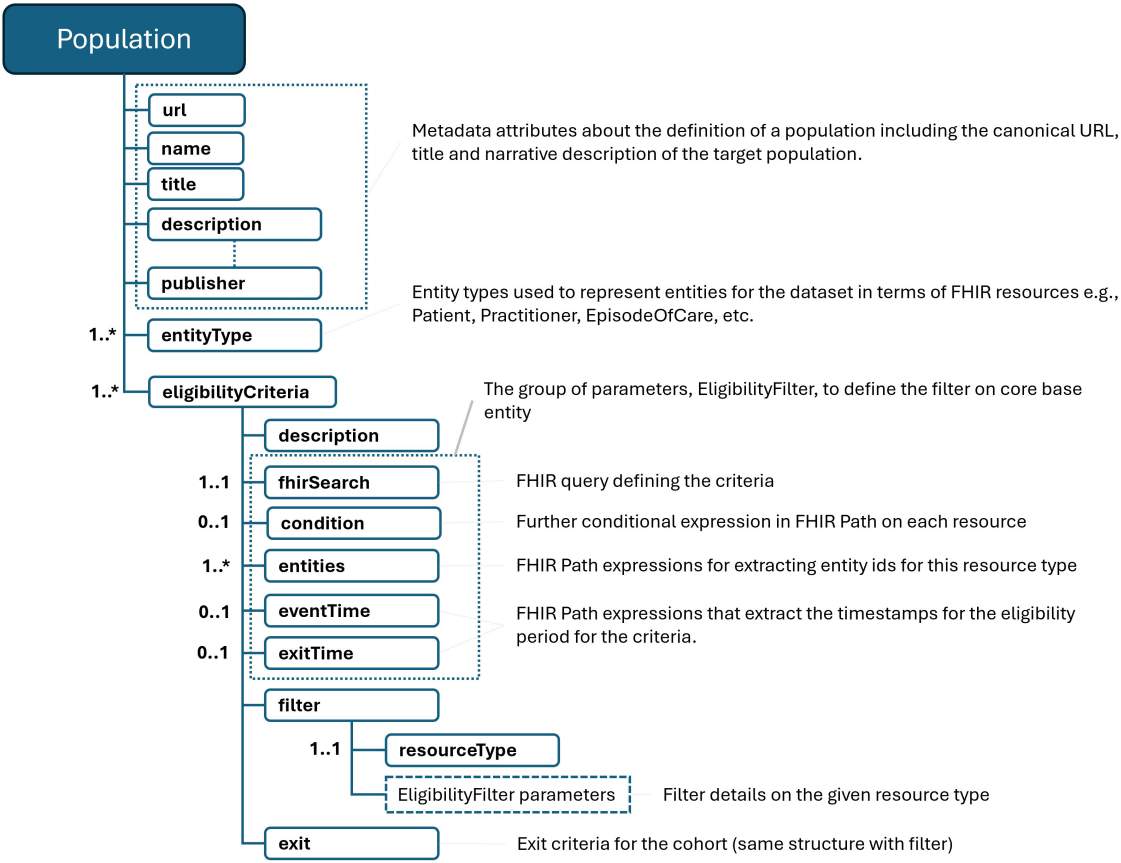 Population
url
name
title
description
publisher
Metadata attributes about the definition of a population including the canonical URL,
title and narrative description of the target population.
1..*
entityType
Entity types used to represent entities for the dataset in terms of FHIR resources e.g.,
Patient, Practitioner, EpisodeOfCare, etc.
1..*
eligibilityCriteria
The group of parameters, EligibilityFilter, to define the filter on core base
entity
description
1..1
fhirSearch
FHIR query defining the criteria
0..1
condition
Further conditional expression in FHIR Path on each resource
1..*
entities
FHIR Path expressions for extracting entity ids for this resource type
0..1
eventTime
FHIR Path expressions that extract the timestamps for the eligibility
period for the criteria.
0..1
exitTime
filter
1..1
resourceType
EligibilityFilter parameters
Filter details on the given resource type
exit
Exit criteria for the cohort (same structure with filter)